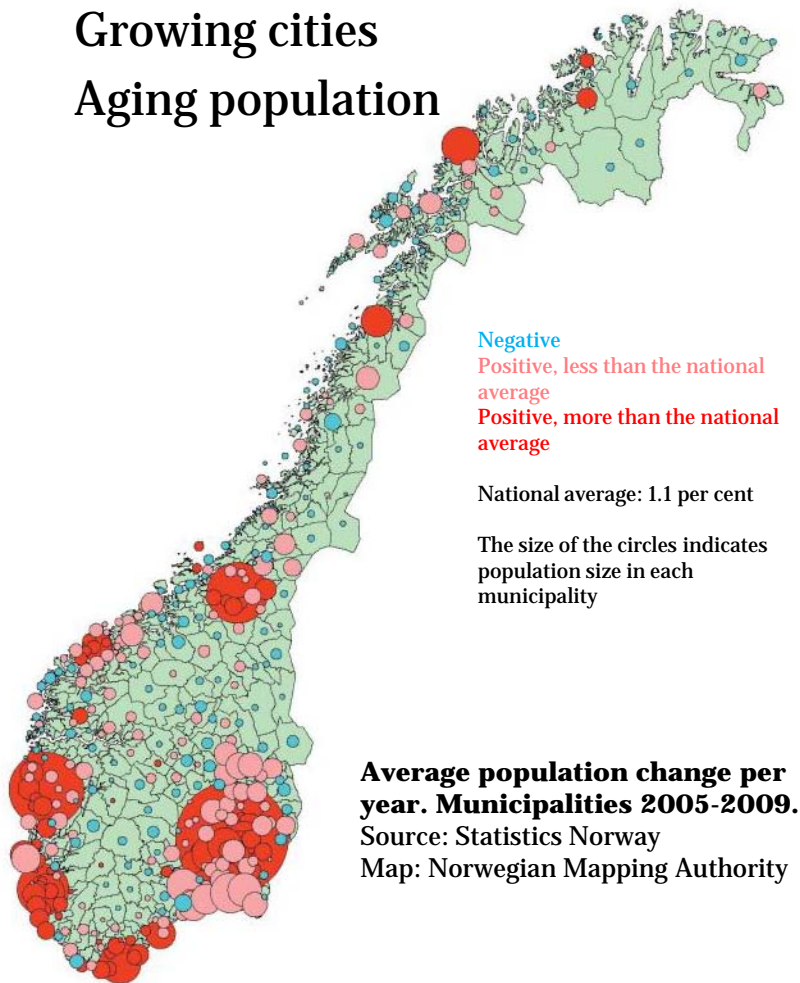 Growing cities
Aging population
Negative
Positive, less than the national
average
Positive, more than the national
average
National average: 1.1 per cent
The size of the circles indicates
population size in each
municipality
Average population change per
year. Municipalities 2005-2009.
Source: Statistics Norway
Map: Norwegian Mapping Authority